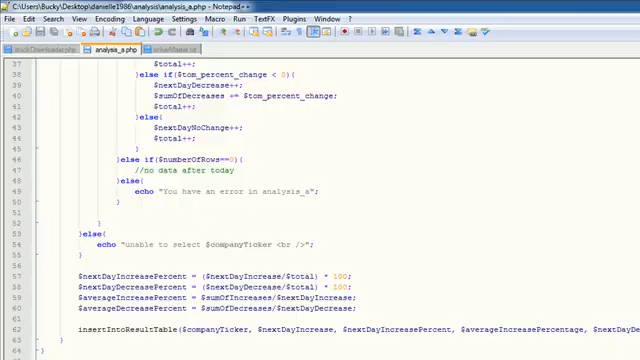 C:\Users\Bucky\Desktop\danielle1986\analysis\analysis_a.php - Notepad++
File Edit Search View Encoding Language Settings Macro Run TextFX Plugins Window ?
stockDownloader.php analysis_a.php
37 $total++;
38 }else if($tom_percent_change < 0){
39 $nextDayDecrease++;
40 $sumOfDecreases += $tom_percent_change;
41 $total++;
42 }else{
43 $nextDayNoChange++;
44 $total++;
45 }
46 }else if($numberOfRows==0){
47 //no data after today
48 }else{
49 echo "You have an error in analysis_a";
50 }
51
52 }
53 }else{
54 echo "unable to select $companyTicker <br />";
55 }
56
57 $nextDayIncreasePercent = ($nextDayIncrease/$total) * 100;
58 $nextDayDecreasePercent = ($nextDayDecrease/$total) * 100;
59 $averageIncreasePercent = $sumOfIncreases/$nextDayIncrease;
60 $averageDecreasePercent = $sumOfDecreases/$nextDayDecrease;
61
62 insertIntoResultTable($companyTicker, $nextDayIncrease, $nextDayIncreasePercent, $averageIncreasePercentage, $nextDayDec
63 }
64 }